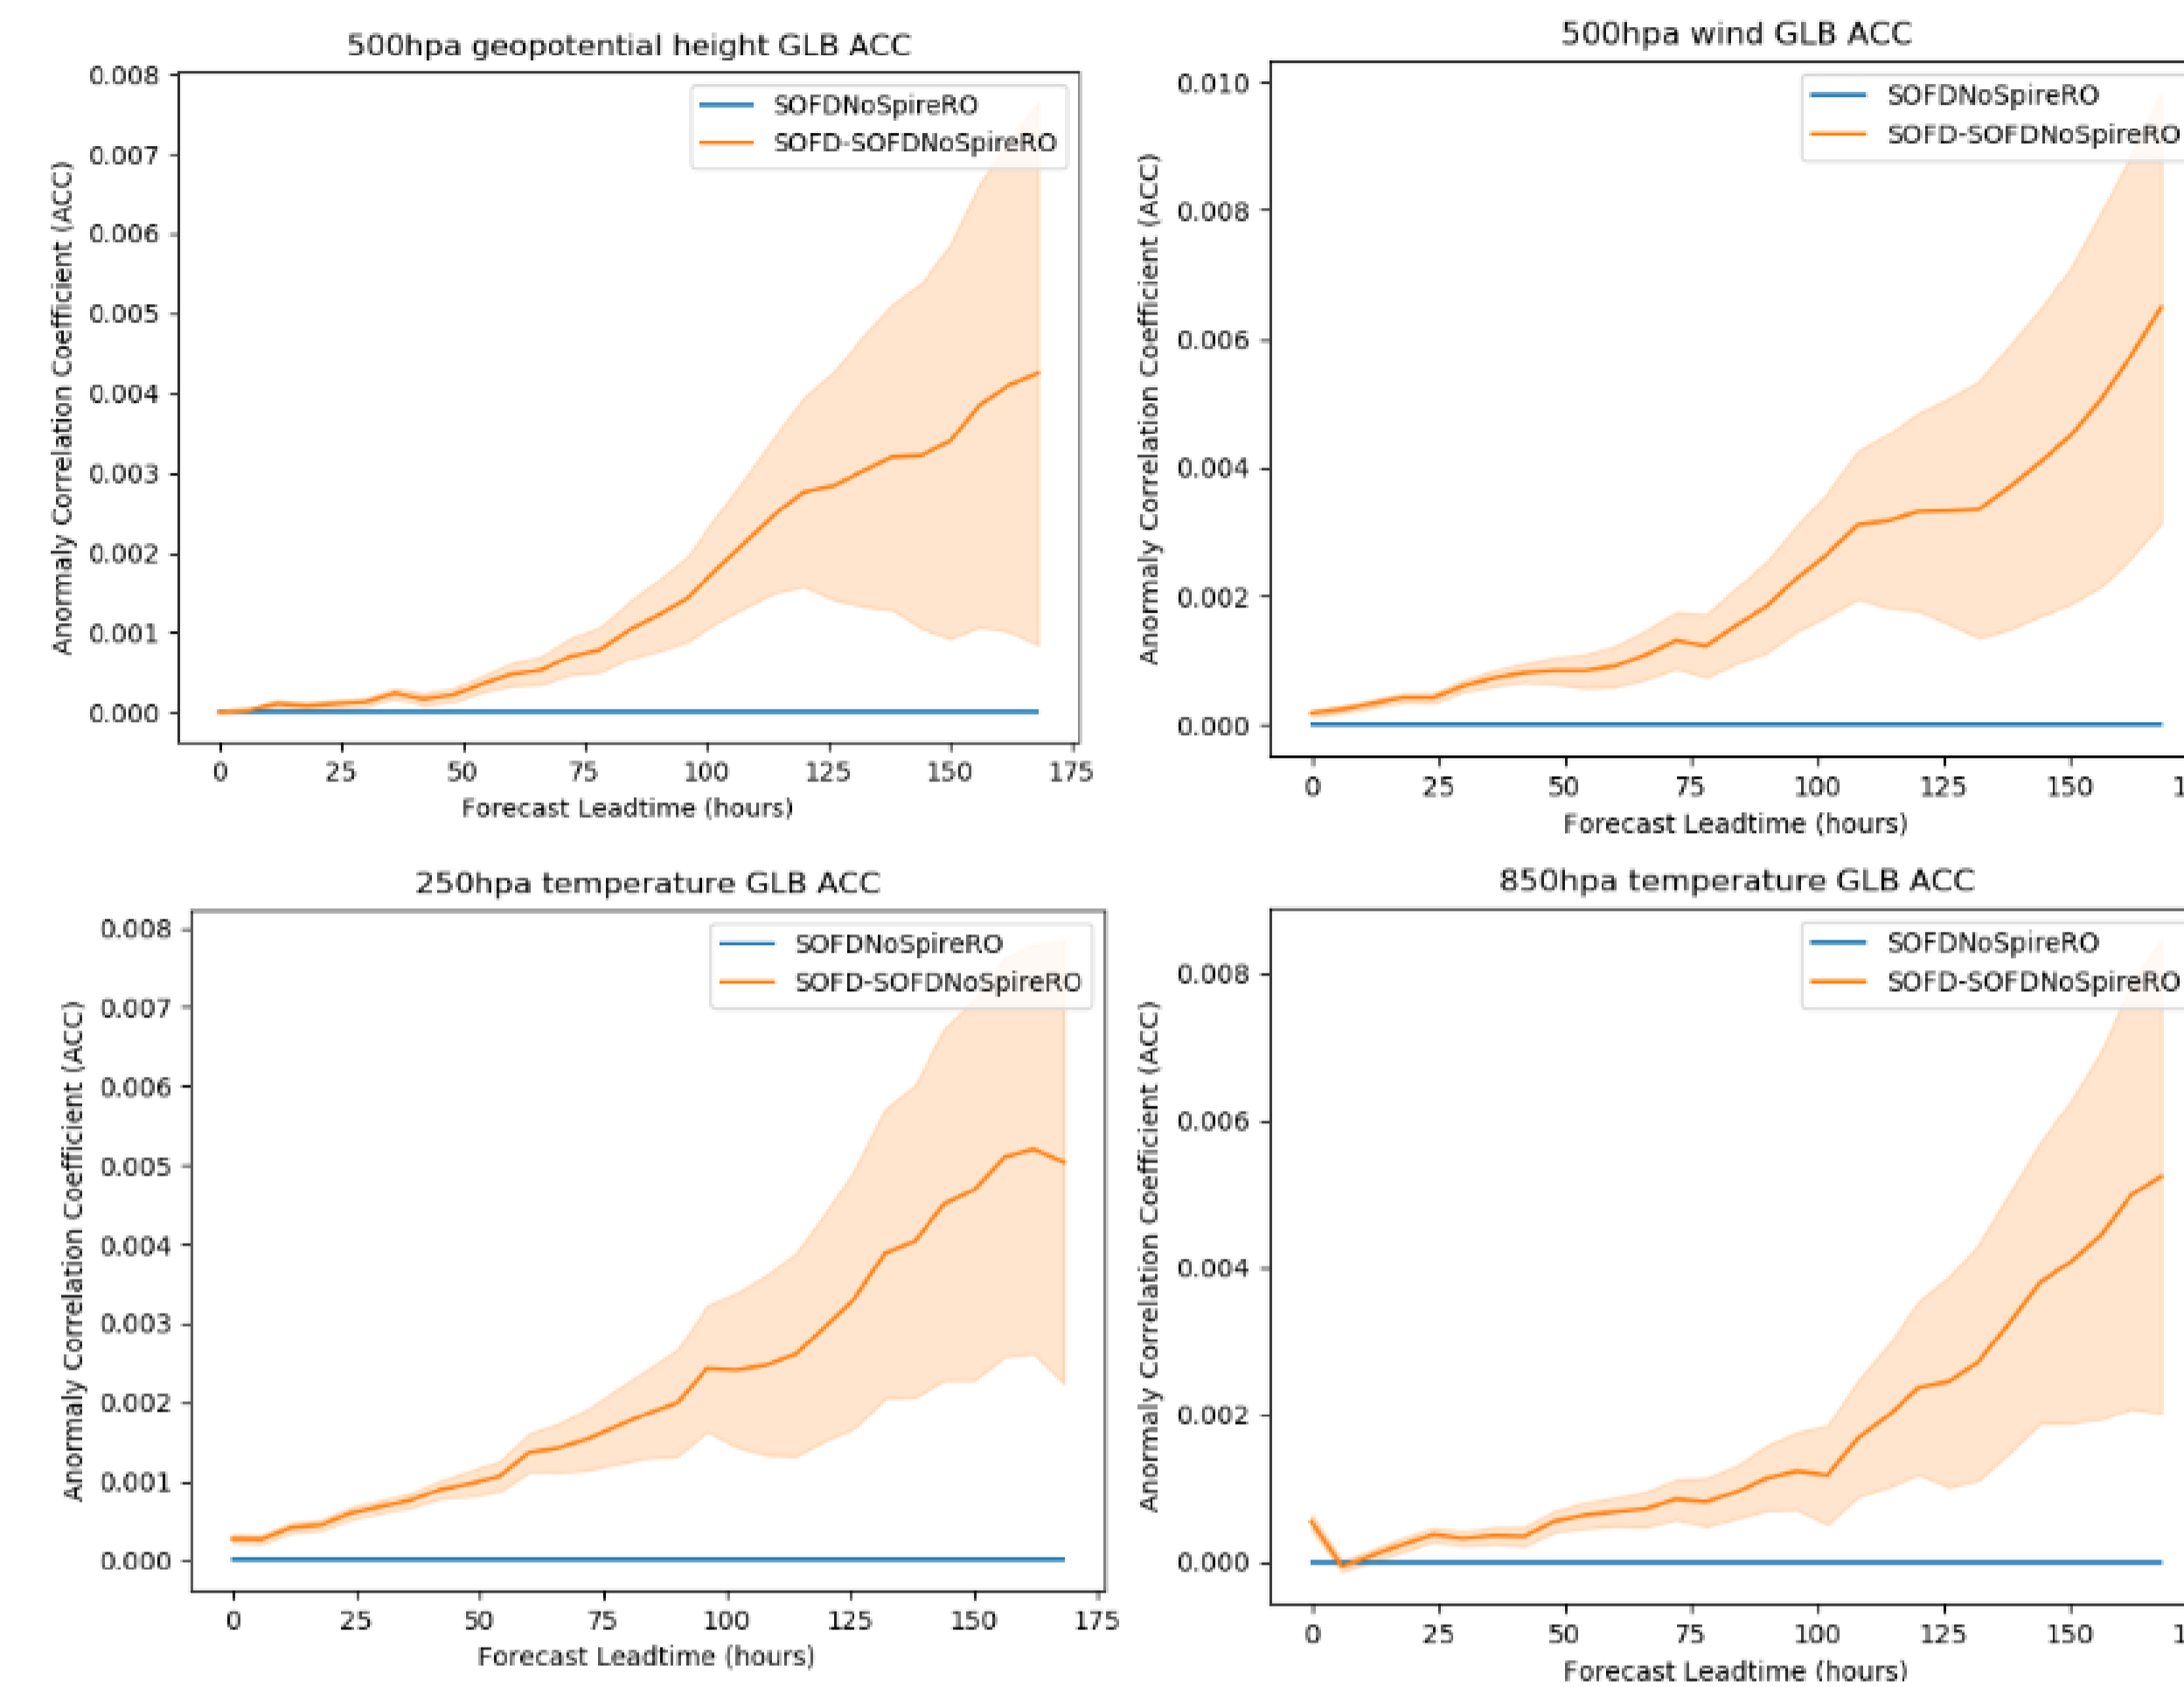 500hpa geopotential height GLB ACC
0.008
0.007
0.006
0.005
0.004
0.003
0.002
0.001
0.000
Anormaly Correlation Coefficient (ACC)
SOFDNoSpireRO
SOFD-SOFDNoSpireRO
0 25 50 75 100 125 150 175
Forecast Leadtime (hours)
500hpa wind GLB ACC
0.010
0.008
0.006
0.004
0.002
0.000
Anormaly Correlation Coefficient (ACC)
SOFDNoSpireRO
SOFD-SOFDNoSpireRO
0 25 50 75 100 125 150
Forecast Leadtime (hours)
250hpa temperature GLB ACC
0.008
0.007
0.006
0.005
0.004
0.003
0.002
0.001
0.000
Anormaly Correlation Coefficient (ACC)
SOFDNoSpireRO
SOFD-SOFDNoSpireRO
0 25 50 75 100 125 150 175
Forecast Leadtime (hours)
850hpa temperature GLB ACC
0.008
0.006
0.004
0.002
0.000
Anormaly Correlation Coefficient (ACC)
SOFDNoSpireRO
SOFD-SOFDNoSpireRO
0 25 50 75 100 125 150
Forecast Leadtime (hours)